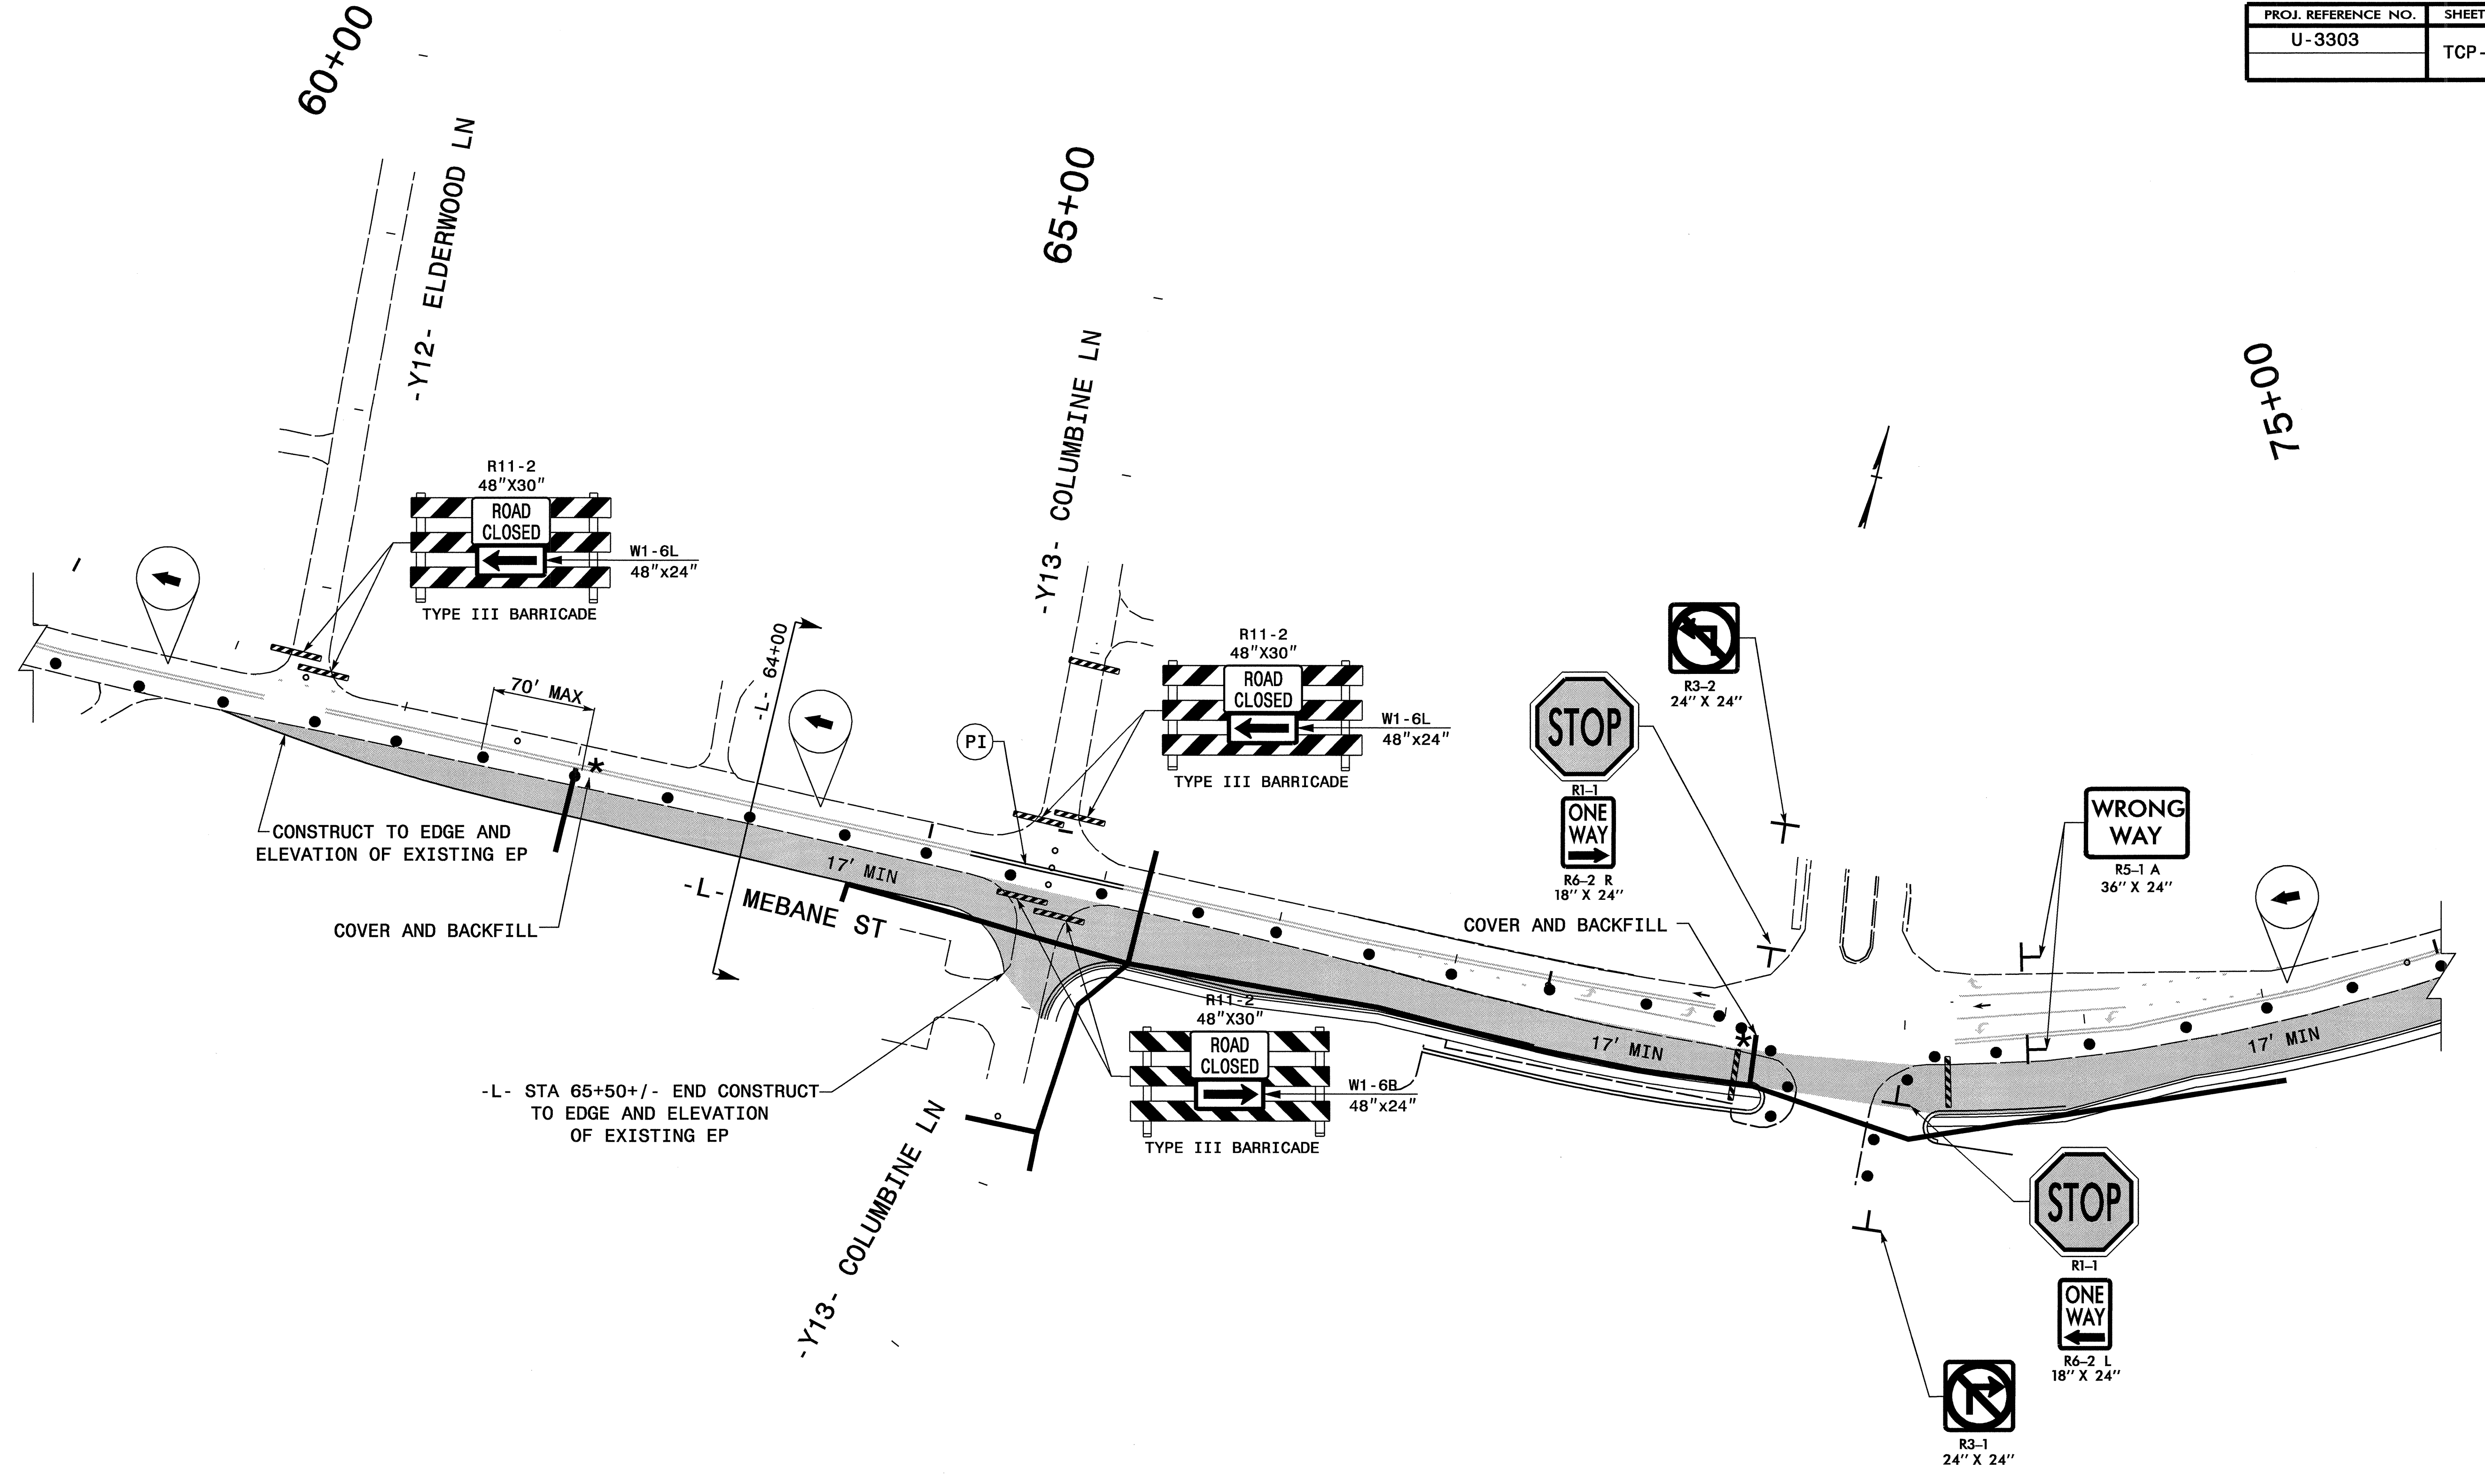 PROJ. REFERENCE NO.
SHEET
U-3303
TCP-
60+00
-Y12- ELDERWOOD LN
65+00
-Y13- COLUMBINE LN
75+00
R11-2
48"X30"
ROAD
CLOSED
W1-6L
48"x24"
TYPE III BARRICADE
R11-2
48"X30"
ROAD
CLOSED
W1-6L
48"x24"
TYPE III BARRICADE
-L- 64+00
70' MAX
*
PI
R3-2
24" X 24"
STOP
R1-1
ONE
WAY
R6-2 R
18" X 24"
WRONG
WAY
R5-1 A
36" X 24"
CONSTRUCT TO EDGE AND
ELEVATION OF EXISTING EP
COVER AND BACKFILL
17' MIN
-L- MEBANE ST
COVER AND BACKFILL
*
17' MIN
17' MIN
R11-2
48"X30"
ROAD
CLOSED
W1-6R
48"x24"
TYPE III BARRICADE
-L- STA 65+50+/- END CONSTRUCT
TO EDGE AND ELEVATION
OF EXISTING EP
-Y13- COLUMBINE LN
STOP
R1-1
ONE
WAY
R6-2 L
18" X 24"
R3-1
24" X 24"